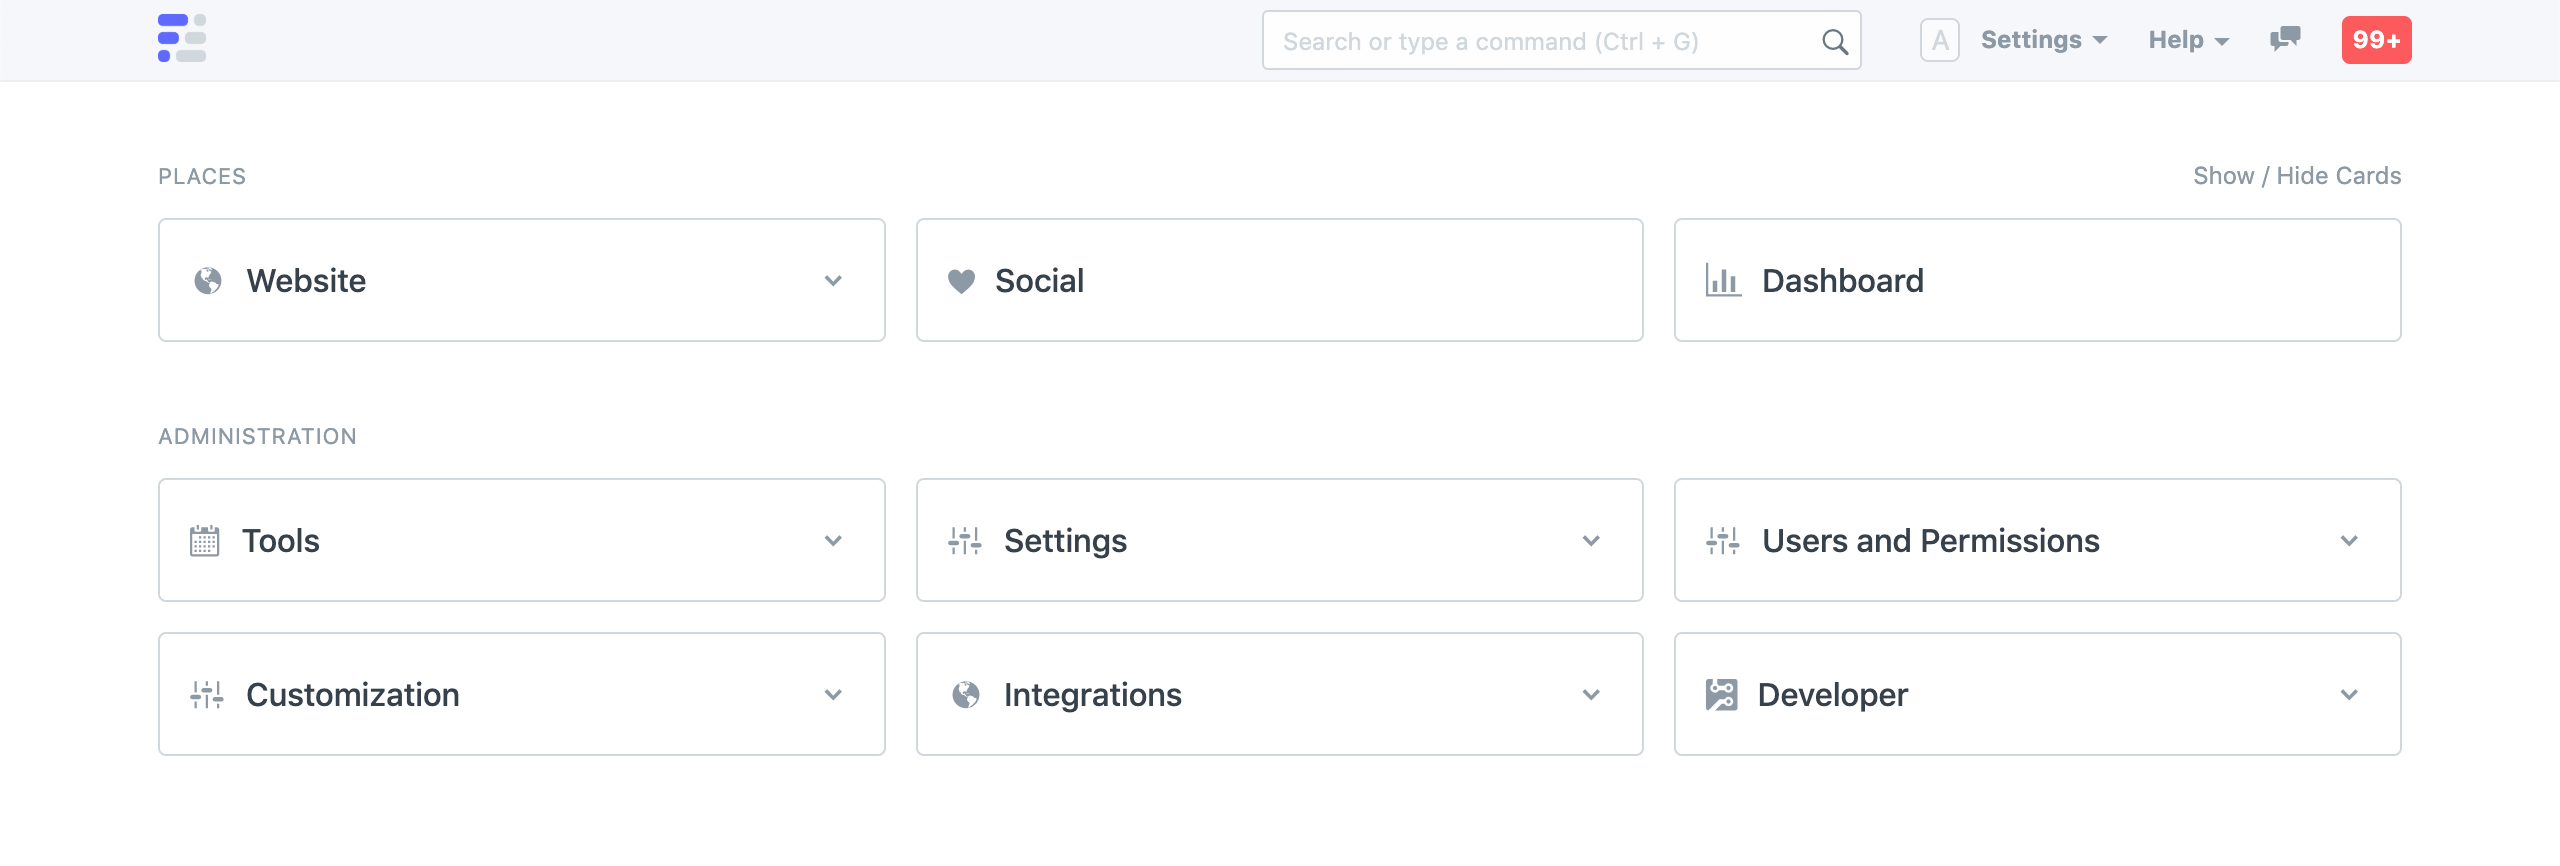 Search or type a command (Ctrl + G)
A
Settings
Help
99+
PLACES
Show / Hide Cards
Website
Social
Dashboard
ADMINISTRATION
Tools
Settings
Users and Permissions
Customization
Integrations
Developer